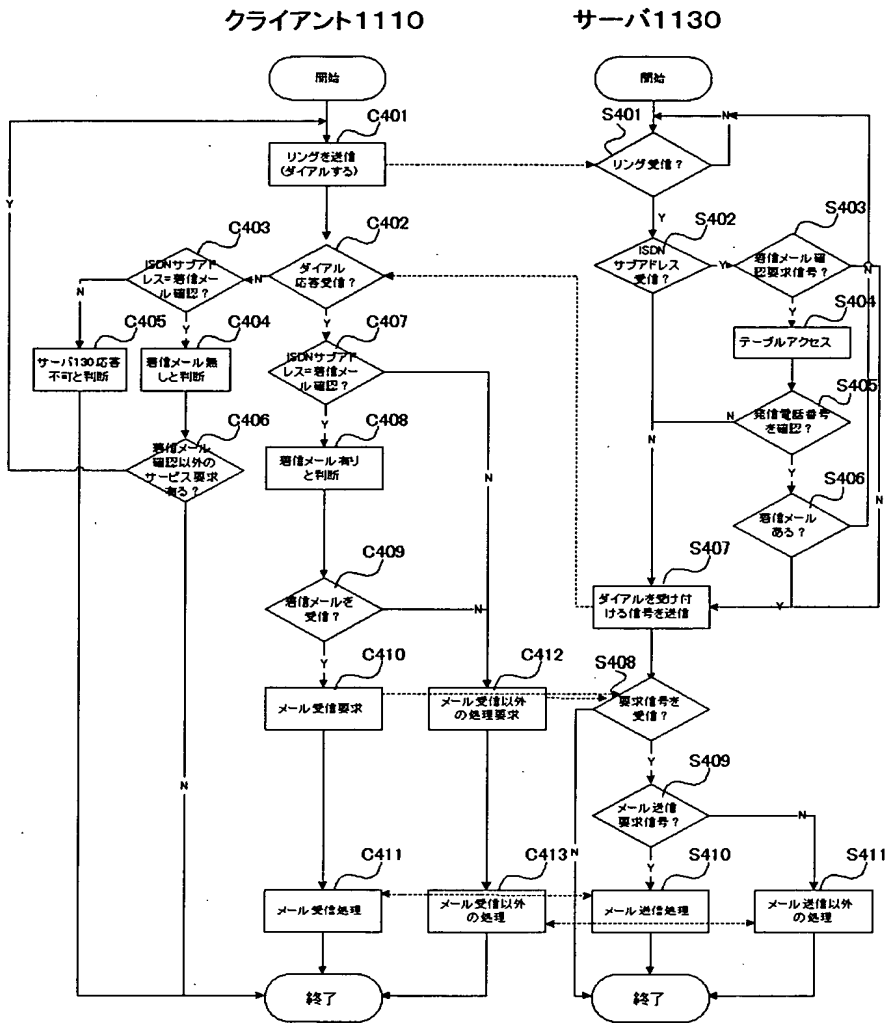 クライアント1110
開始
C401
リングを送信
(ダイアルする)
C402
ダイアル
応答受信？
C403
ISDNサブアド
レス=着信メー
ル確認？
N
Y
N
Y
C404
着信メール無
しと判断
C405
サーバ130応答
不可と判断
C406
着信メール
確認以外の
サービス要求
有る？
Y
N
C407
ISDNサブアド
レス=着信メー
ル確認？
Y
N
C408
着信メール有り
と判断
C409
着信メールを
受信？
N
Y
C410
メール受信要求
C412
メール受信以外
の処理要求
C411
メール受信処理
C413
メール受信以外
の処理
終了
サーバ1130
開始
S401
リング受信？
N
Y
S402
ISDN
サブアドレス
受信？
Y
N
S403
着信メール確
認要求信号？
N
Y
S404
テーブルアクセス
S405
発信電話番号
を確認？
N
Y
S406
着信メール
ある？
N
Y
S407
ダイアルを受け付
ける信号を送信
S408
要求信号を
受信？
Y
N
S409
メール送信
要求信号？
N
Y
S410
メール送信処理
S411
メール送信以外
の処理
終了